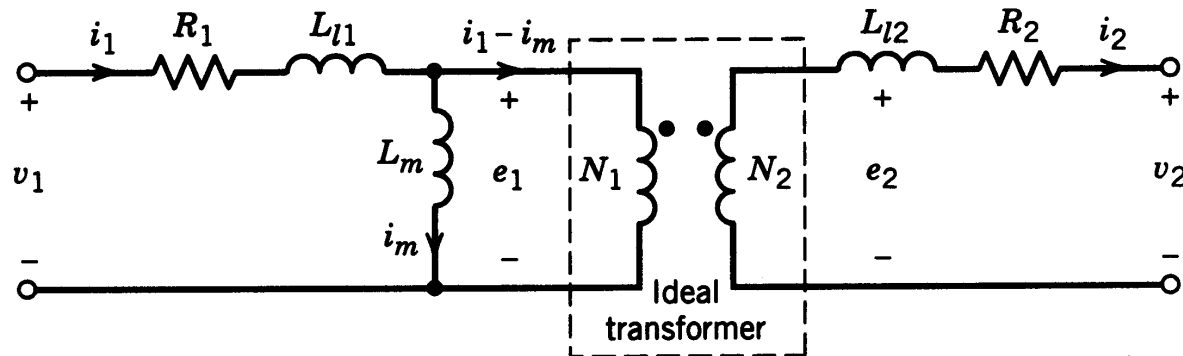 i1 R1 Ll1 i1 − im Ll2 R2 i2
+ + + +
v1 Lm e1 N1 N2 e2 v2
im
− − − −
Ideal
transformer